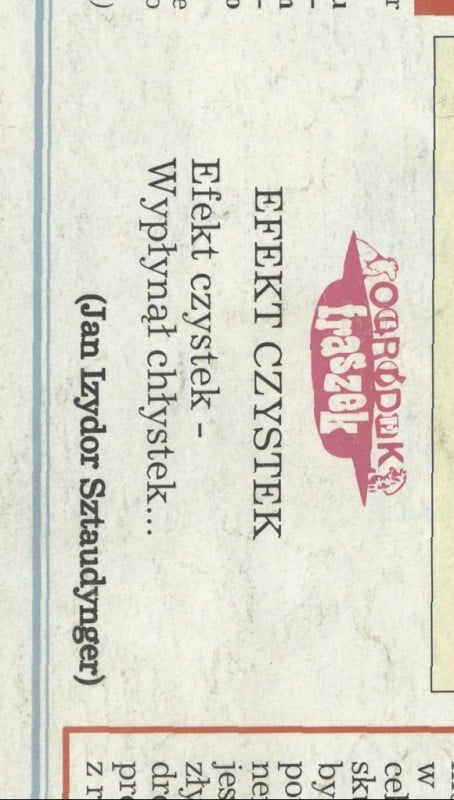 OGRÓDEK
fraszek
EFEKT CZYSTEK
Efekt czystek -
Wypłynął chłystek...
(Jan Izydor Sztaudynger)